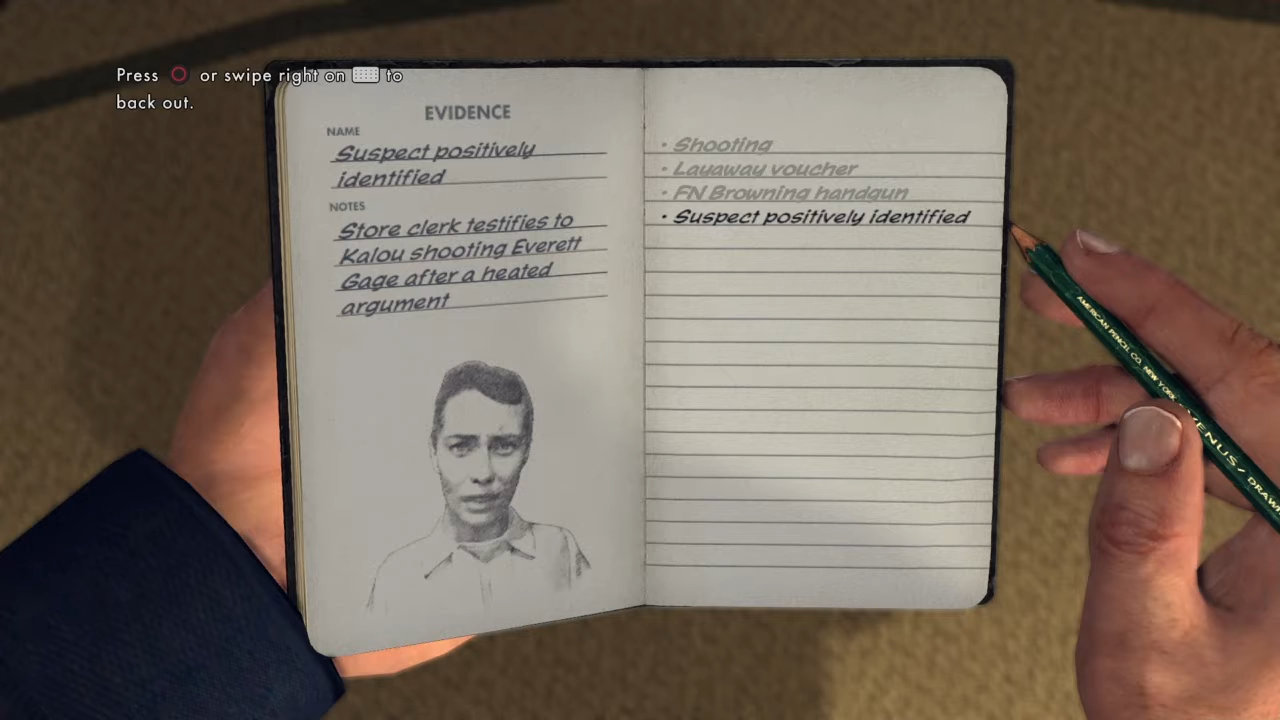 Press ○ or swipe right on to
back out.
EVIDENCE
NAME
Suspect positively
identified
NOTES
Store clerk testifies to
Kalou shooting Everett
Gage after a heated
argument
• Shooting
• Layaway voucher
• FN Browning handgun
• Suspect positively identified
AMERICAN PENCIL CO. NEW YORK VENUS/ DRAWI